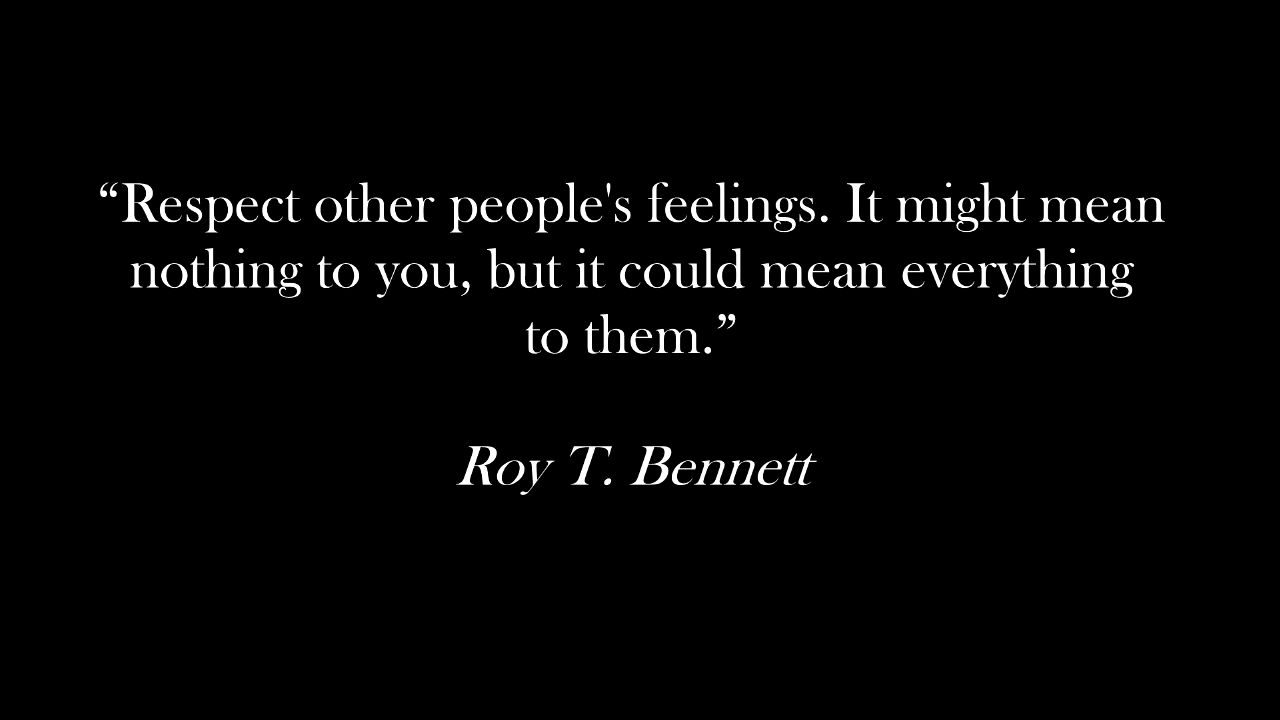 “Respect other people's feelings. It might mean
nothing to you, but it could mean everything
to them.”
Roy T. Bennett